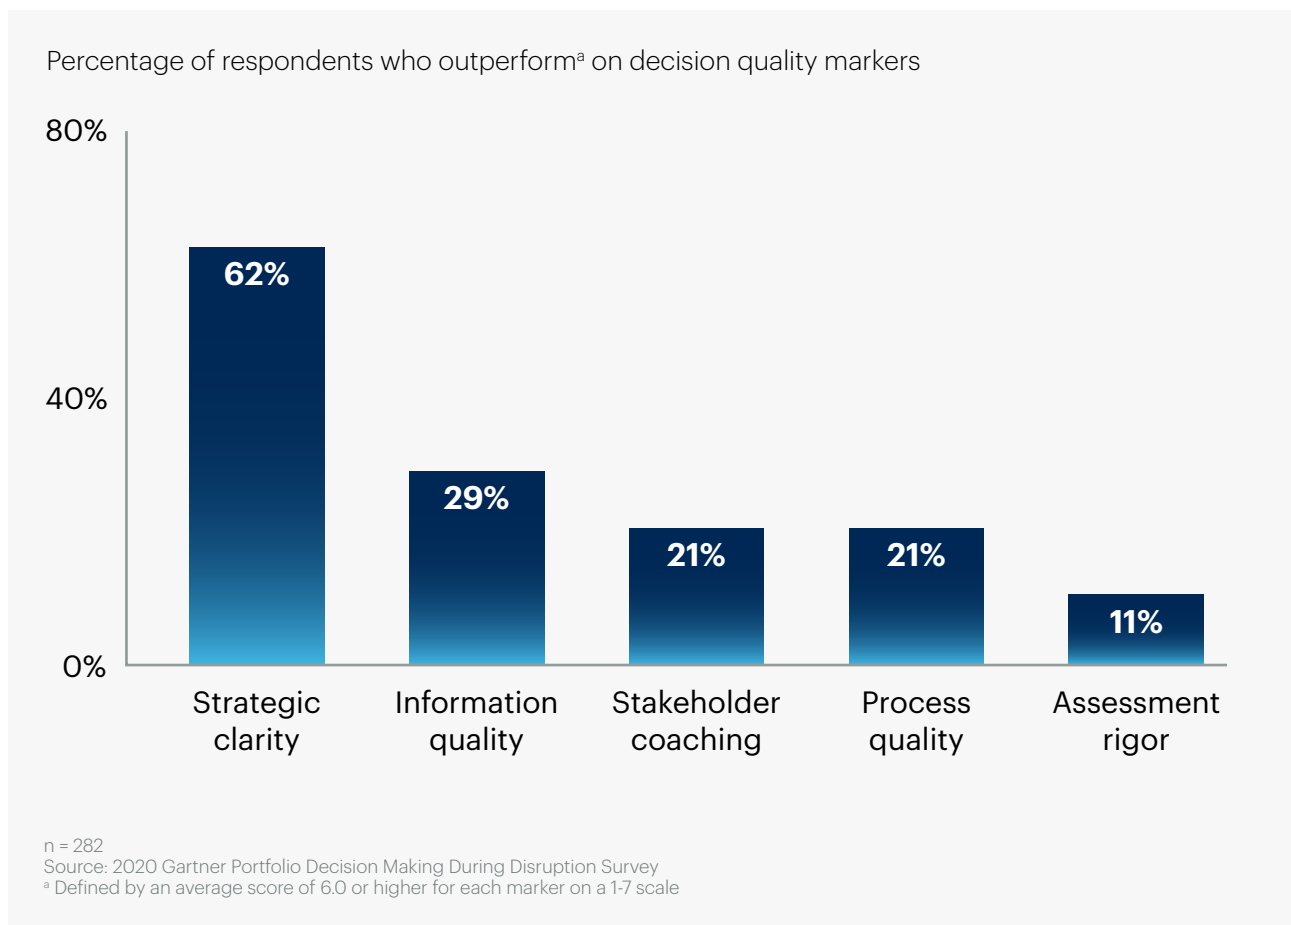 Percentage of respondents who outperformᵃ on decision quality markers
80%
40%
0%
62%
29%
21%
21%
11%
Strategic
clarity
Information
quality
Stakeholder
coaching
Process
quality
Assessment
rigor
n = 282
Source: 2020 Gartner Portfolio Decision Making During Disruption Survey
ᵃ Defined by an average score of 6.0 or higher for each marker on a 1-7 scale